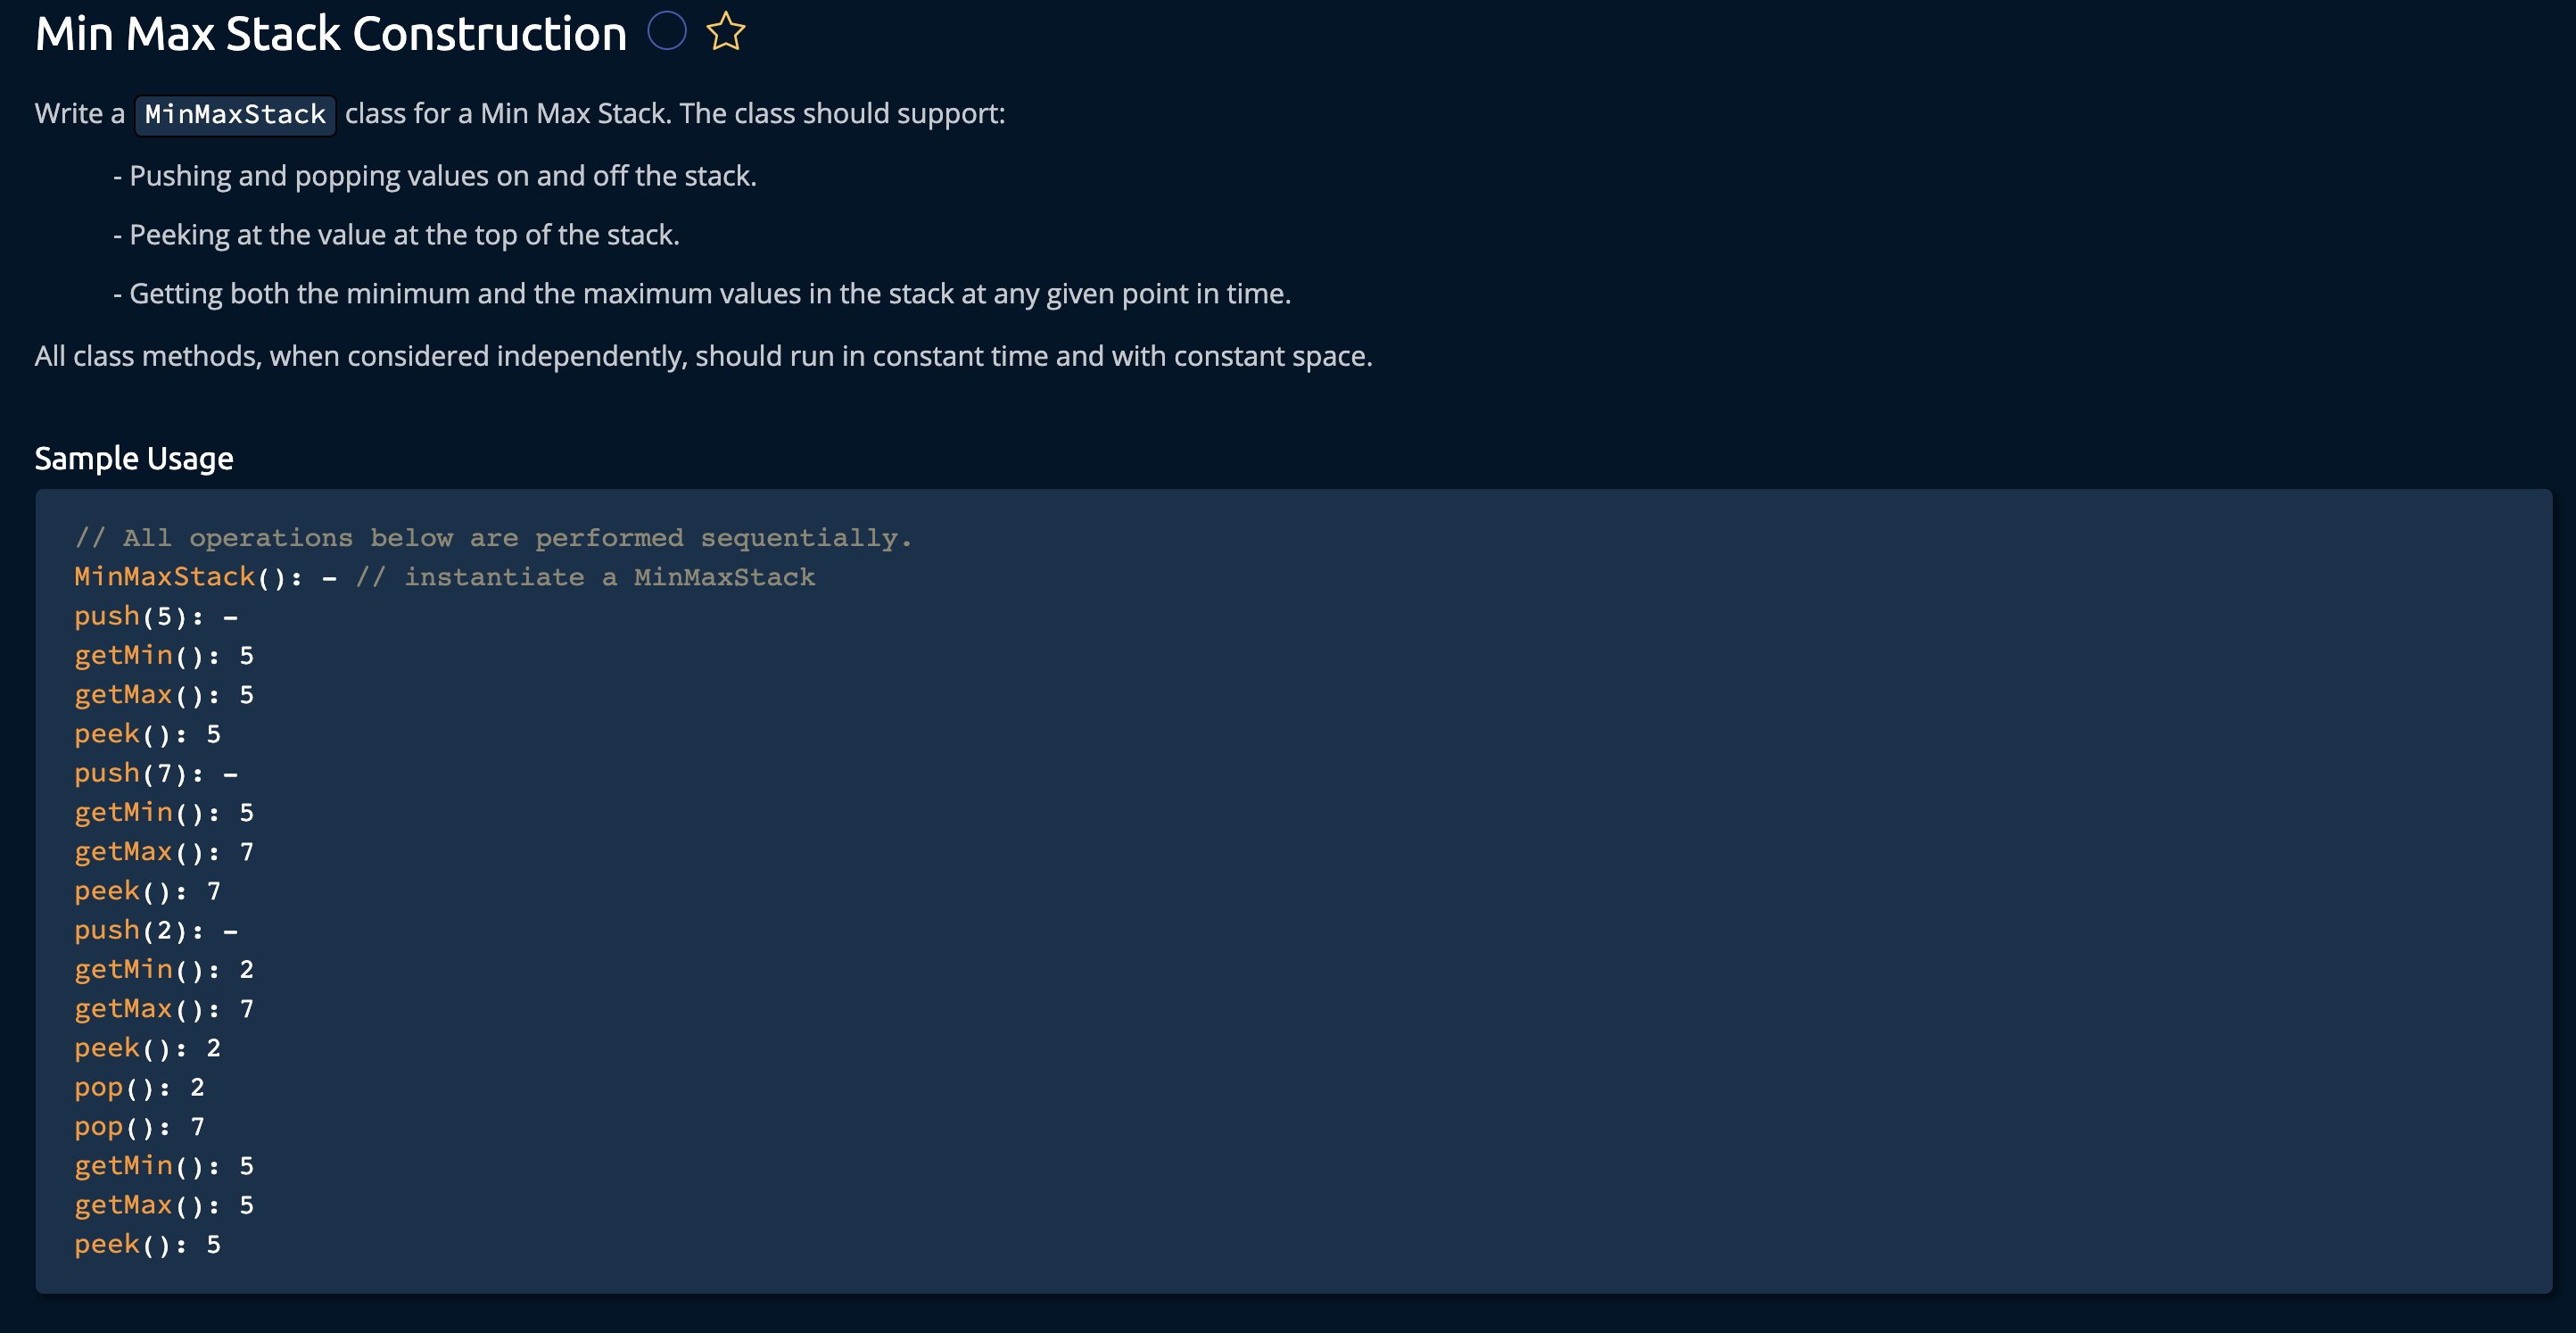 Min Max Stack Construction
Write a MinMaxStack class for a Min Max Stack. The class should support:
- Pushing and popping values on and off the stack.
- Peeking at the value at the top of the stack.
- Getting both the minimum and the maximum values in the stack at any given point in time.
All class methods, when considered independently, should run in constant time and with constant space.
Sample Usage
// All operations below are performed sequentially.
MinMaxStack(): - // instantiate a MinMaxStack
push(5): -
getMin(): 5
getMax(): 5
peek(): 5
push(7): -
getMin(): 5
getMax(): 7
peek(): 7
push(2): -
getMin(): 2
getMax(): 7
peek(): 2
pop(): 2
pop(): 7
getMin(): 5
getMax(): 5
peek(): 5